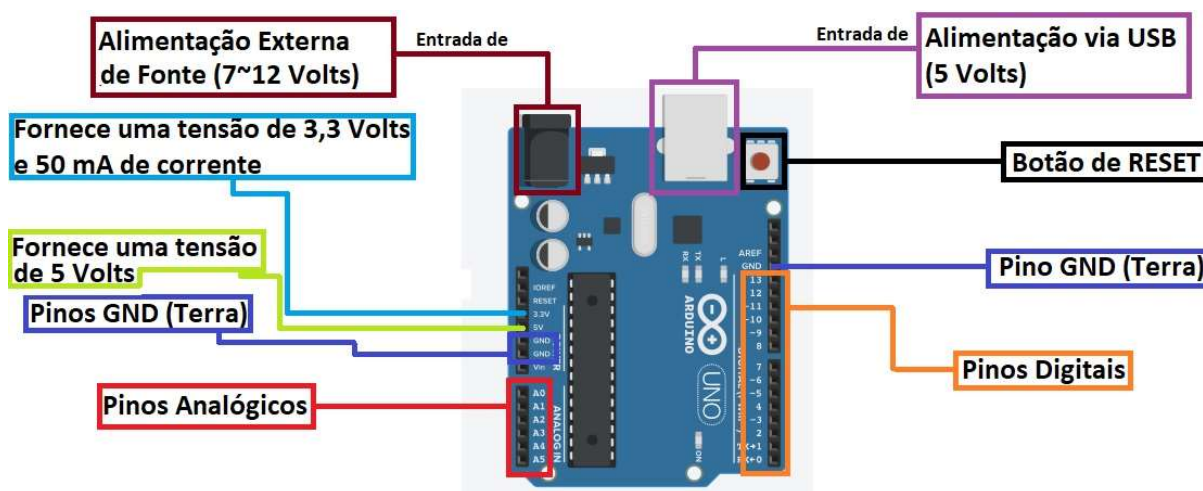 Alimentação Externa
de Fonte (7~12 Volts)
Entrada de
Entrada de
Alimentação via USB
(5 Volts)
Fornece uma tensão de 3,3 Volts
e 50 mA de corrente
Botão de RESET
Fornece uma tensão
de 5 Volts
Pinos GND (Terra)
Pino GND (Terra)
Pinos Digitais
Pinos Analógicos
IOREF
RESET
3.3V
5V
GND
GND
Vin
A0
A1
A2
A3
A4
A5
ANALOG IN
RX
TX
L
ARDUINO
UNO
ON
AREF
GND
13
12
~11
~10
~9
8
7
~6
~5
4
~3
2
TX→1
RX←0